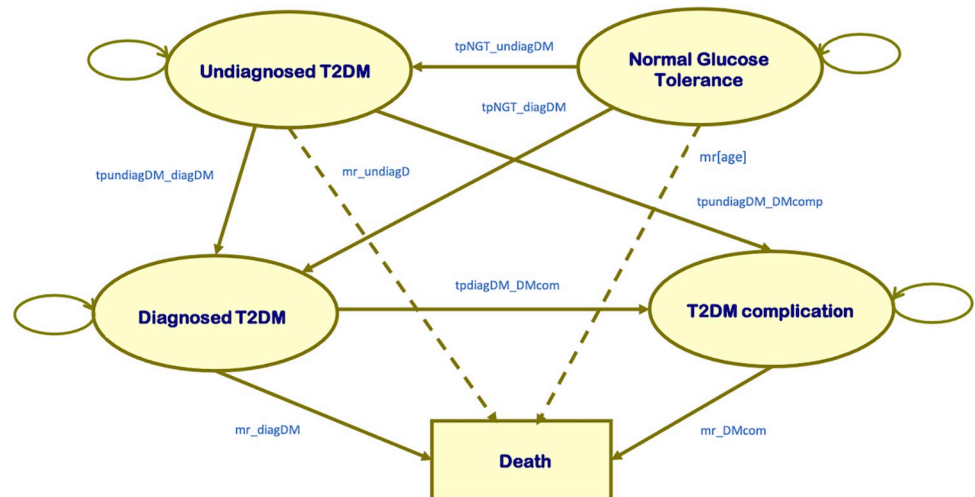 tpNGT_undiagDM
Undiagnosed T2DM
Normal Glucose
Tolerance
tpNGT_diagDM
tpundiagDM_diagDM
mr_undiagD
mr[age]
tpundiagDM_DMcomp
tpdiagDM_DMcom
Diagnosed T2DM
T2DM complication
mr_diagDM
mr_DMcom
Death